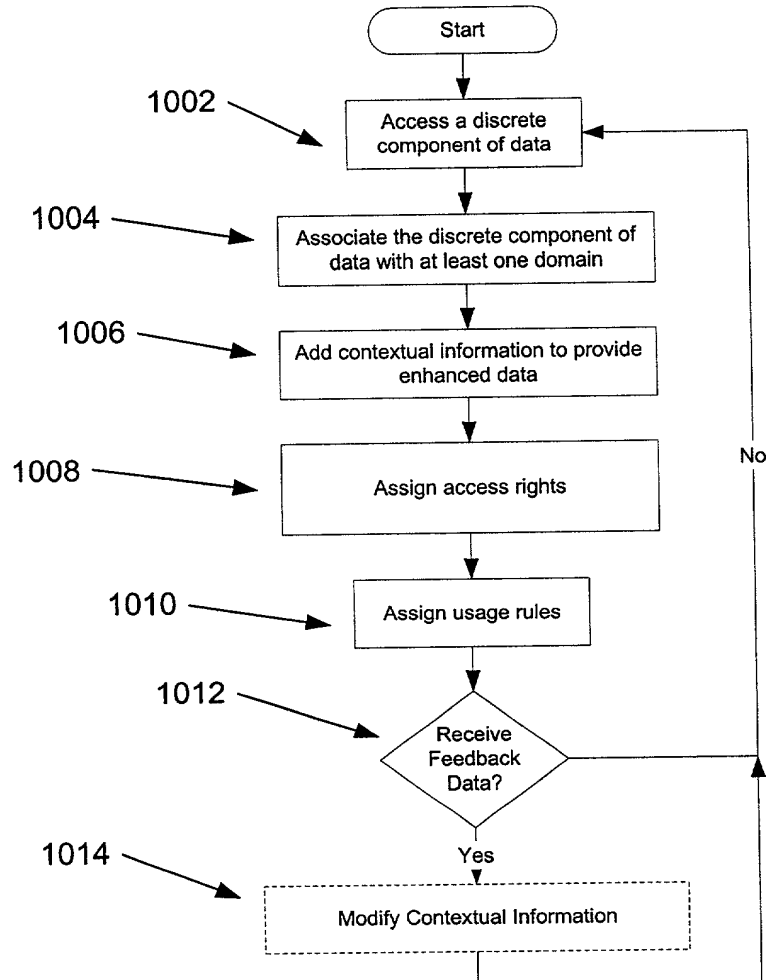 Start
1002
Access a discrete
component of data
1004
Associate the discrete component of
data with at least one domain
1006
Add contextual information to provide
enhanced data
No
1008
Assign access rights
1010
Assign usage rules
1012
Receive
Feedback
Data?
Yes
1014
Modify Contextual Information